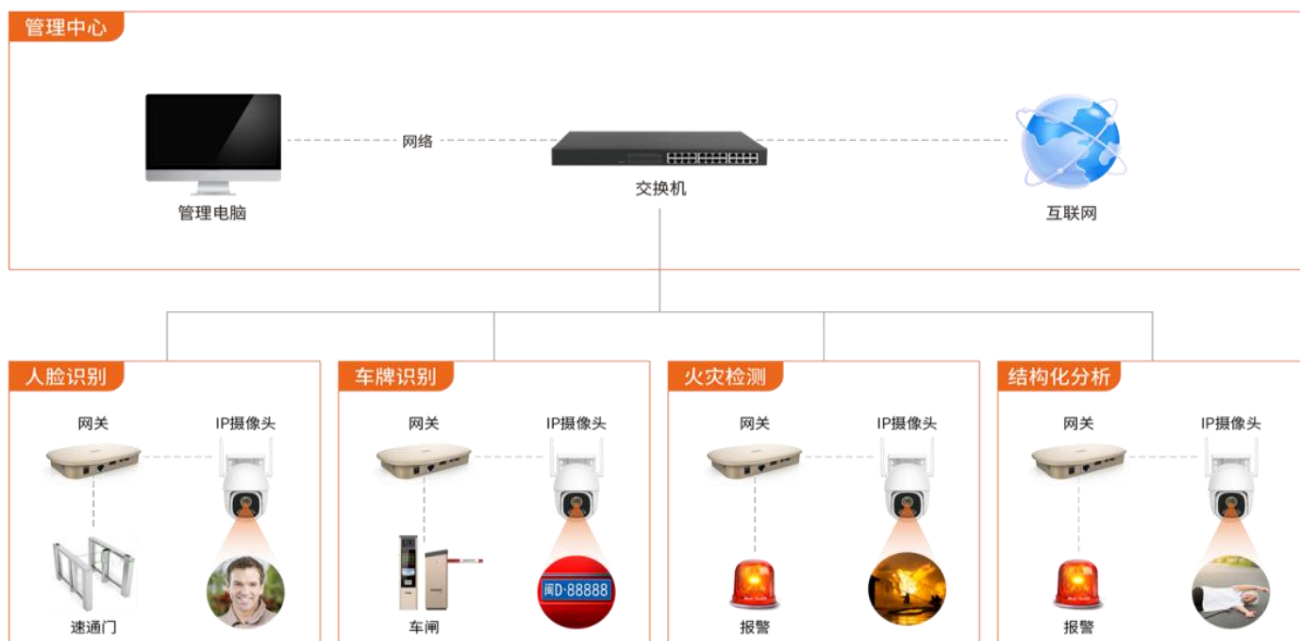 管理中心
网络
交换机
管理电脑
互联网
人脸识别
网关
IP摄像头
速通门
车牌识别
网关
IP摄像头
闽D·88888
车闸
火灾检测
网关
IP摄像头
报警
结构化分析
网关
IP摄像头
报警